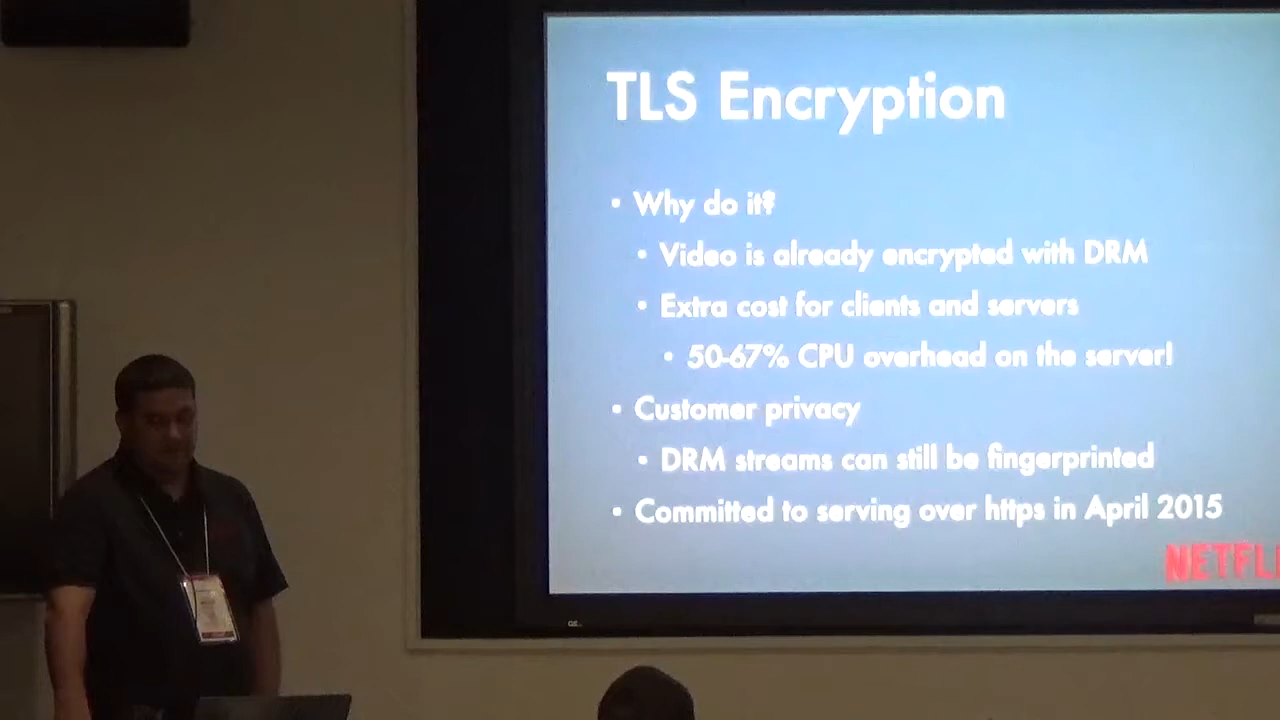 TLS Encryption
• Why do it?
• Video is already encrypted with DRM
• Extra cost for clients and servers
• 50-67% CPU overhead on the server!
• Customer privacy
• DRM streams can still be fingerprinted
• Committed to serving over https in April 2015
NETFLI